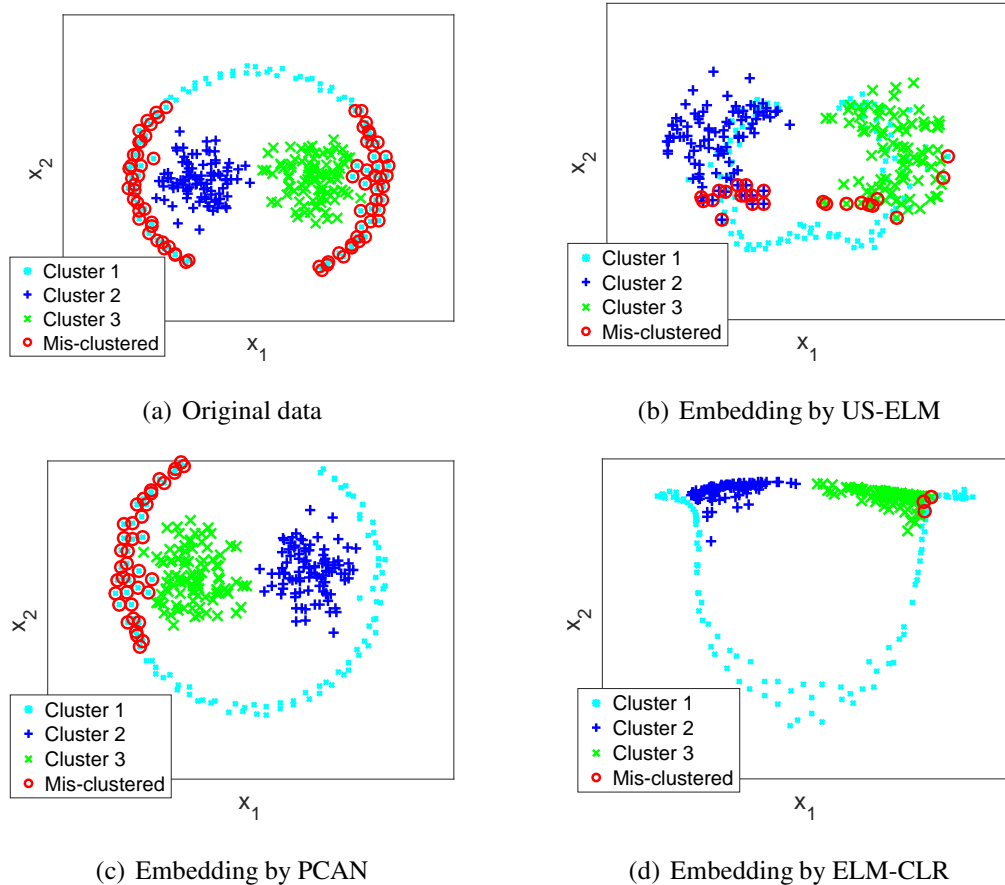 x2
Cluster 1
Cluster 2
Cluster 3
Mis-clustered
x1
(a) Original data
x2
Cluster 1
Cluster 2
Cluster 3
Mis-clustered
x1
(b) Embedding by US-ELM
x2
Cluster 1
Cluster 2
Cluster 3
Mis-clustered
x1
(c) Embedding by PCAN
x2
Cluster 1
Cluster 2
Cluster 3
Mis-clustered
x1
(d) Embedding by ELM-CLR